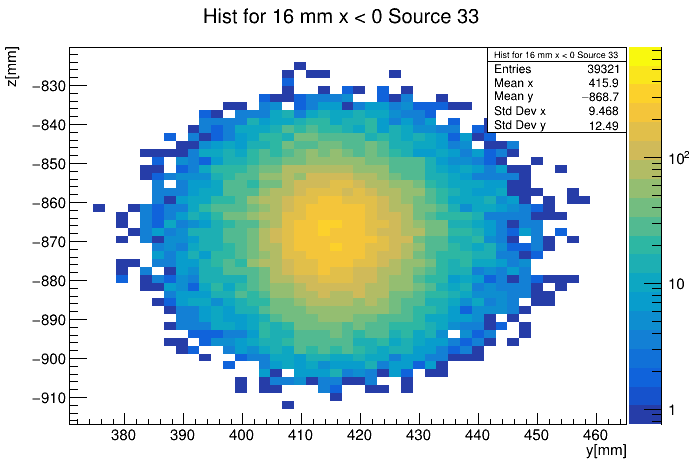 Hist for 16 mm x < 0 Source 33
z[mm]
Hist for 16 mm x < 0 Source 33
Entries 39321
Mean x 415.9
Mean y −868.7
Std Dev x 9.468
Std Dev y 12.49
−830
−840
−850
−860
−870
−880
−890
−900
−910
10²
10
1
380 390 400 410 420 430 440 450 460
y[mm]